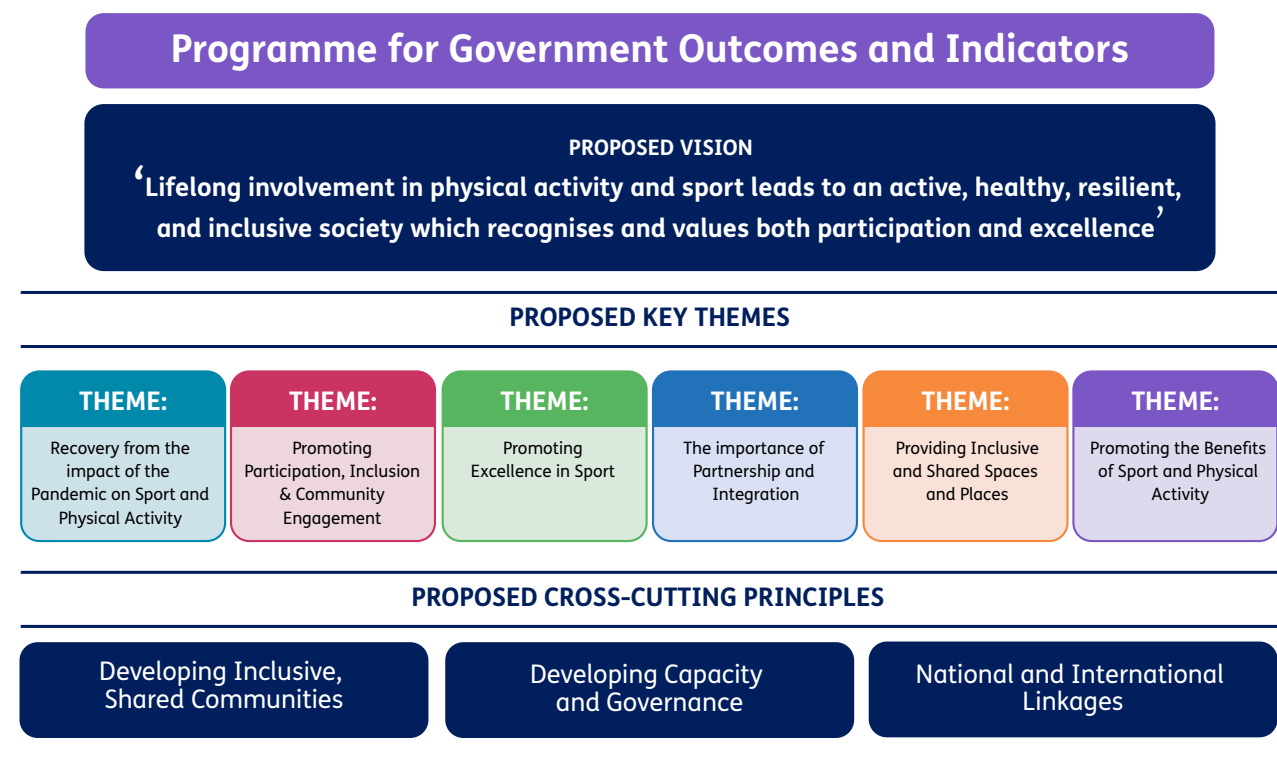 Programme for Government Outcomes and Indicators
PROPOSED VISION
‘Lifelong involvement in physical activity and sport leads to an active, healthy, resilient,
and inclusive society which recognises and values both participation and excellence’
PROPOSED KEY THEMES
THEME:
Recovery from the
impact of the
Pandemic on Sport and
Physical Activity
THEME:
Promoting
Participation, Inclusion
& Community
Engagement
THEME:
Promoting
Excellence in Sport
THEME:
The importance of
Partnership and
Integration
THEME:
Providing Inclusive
and Shared Spaces
and Places
THEME:
Promoting the Benefits
of Sport and Physical
Activity
PROPOSED CROSS-CUTTING PRINCIPLES
Developing Inclusive,
Shared Communities
Developing Capacity
and Governance
National and International
Linkages